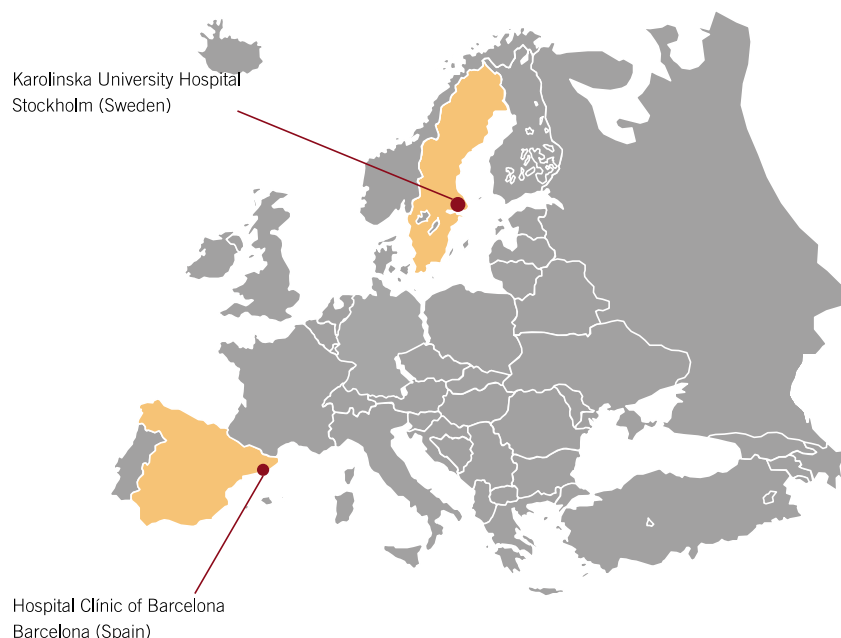 Karolinska University Hospital
Stockholm (Sweden)
Hospital Clínic of Barcelona
Barcelona (Spain)